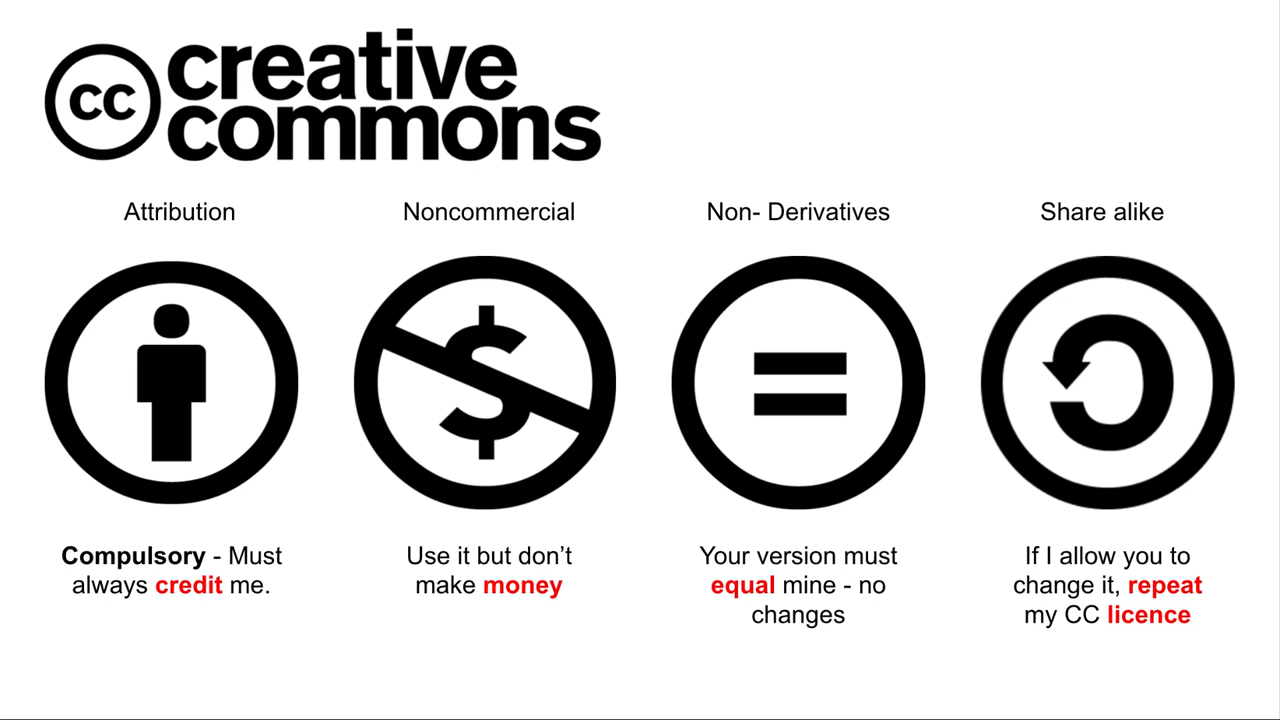 cc creative
commons
Attribution
Noncommercial
Non- Derivatives
Share alike
$
=
Compulsory - Must
always credit me.
Use it but don’t
make money
Your version must
equal mine - no
changes
If I allow you to
change it, repeat
my CC licence